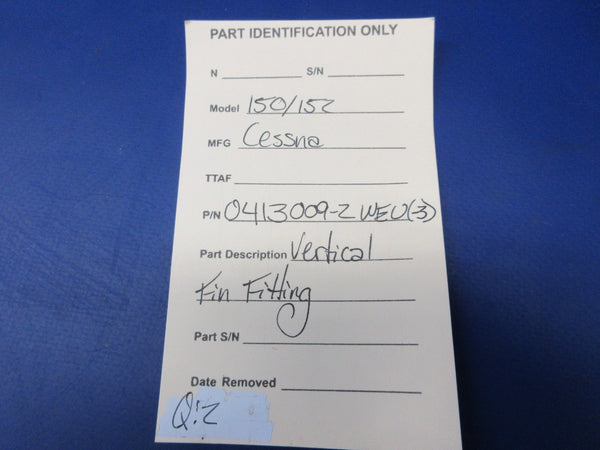 PART IDENTIFICATION ONLY
N S/N
Model 150/152
MFG Cessna
TTAF
P/N 0413009-2 WEU(3)
Part Description Vertical
Fin Fitting
Part S/N
Date Removed
Q:2